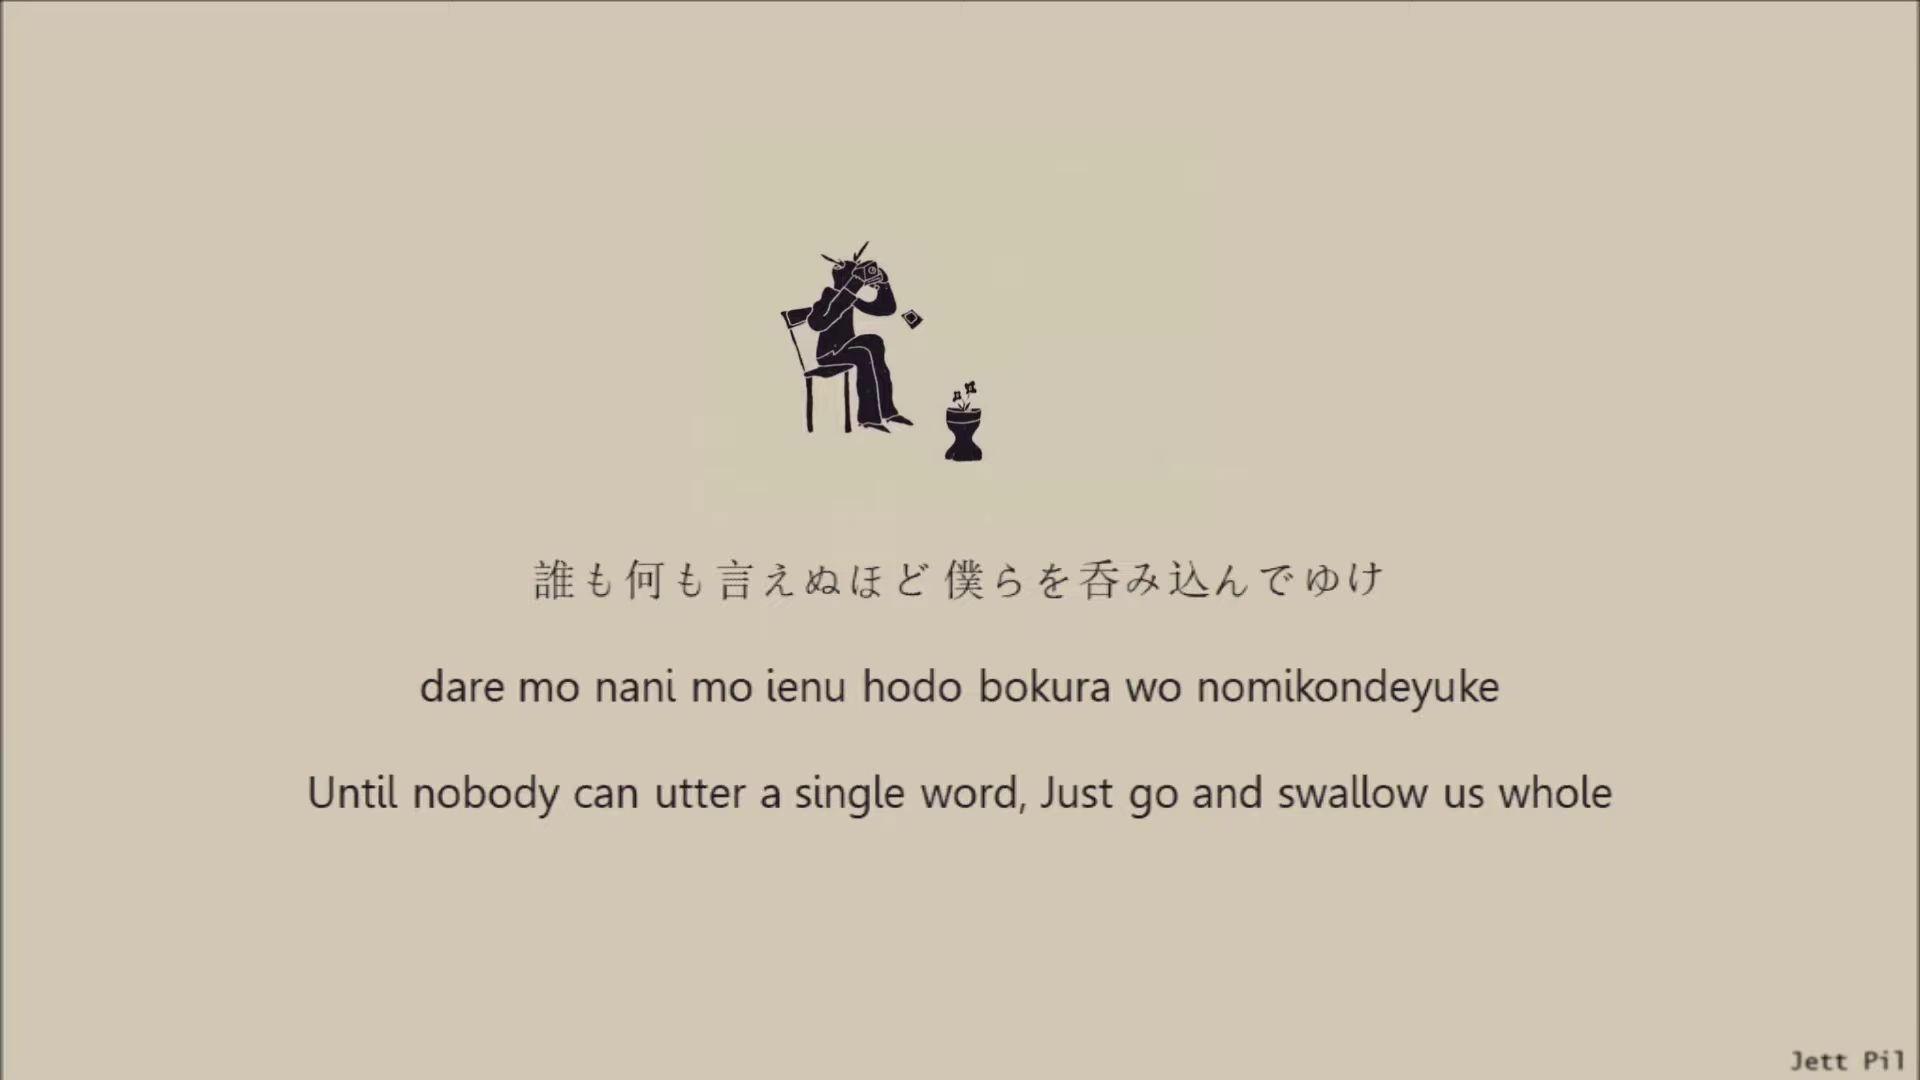 誰も何も言えぬほど 僕らを呑み込んでゆけ
dare mo nani mo ienu hodo bokura wo nomikondeyuke
Until nobody can utter a single word, Just go and swallow us whole
Jett Pil